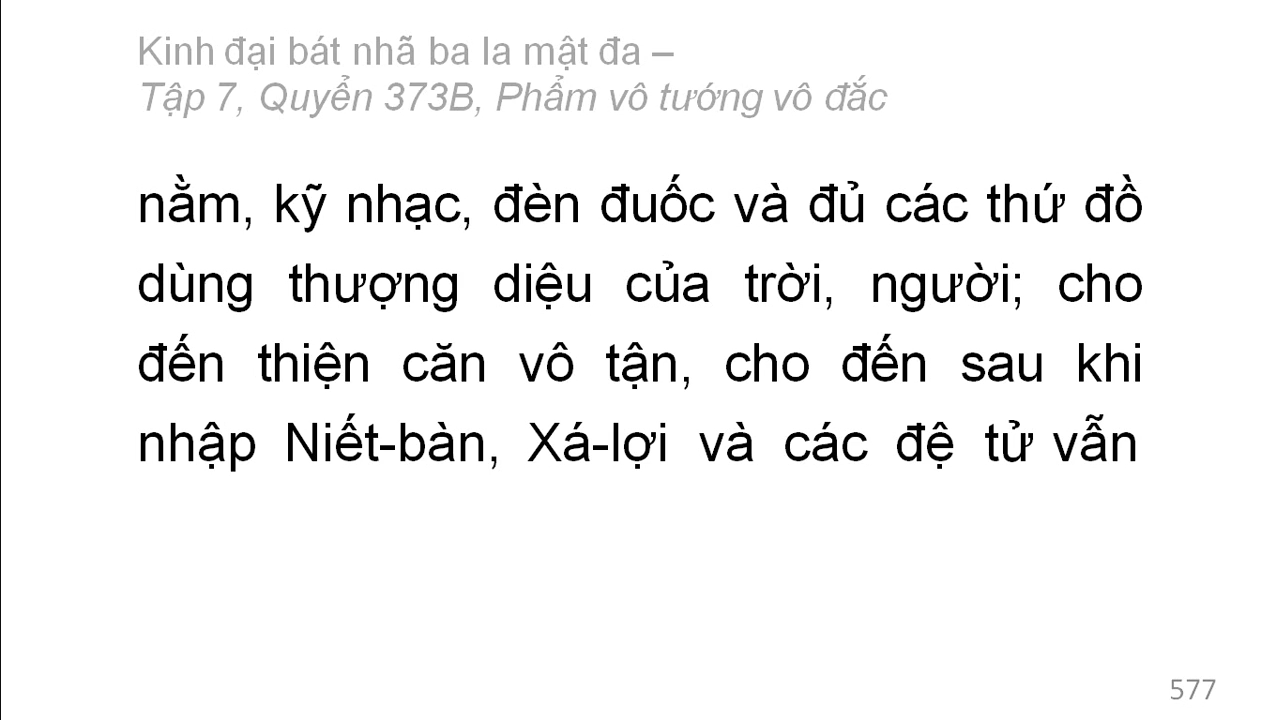 Kinh đại bát nhã ba la mật đa –
Tập 7, Quyển 373B, Phẩm vô tướng vô đắc
nằm, kỹ nhạc, đèn đuốc và đủ các thứ đồ
dùng thượng diệu của trời, người; cho
đến thiện căn vô tận, cho đến sau khi
nhập Niết-bàn, Xá-lợi và các đệ tử vẫn
577